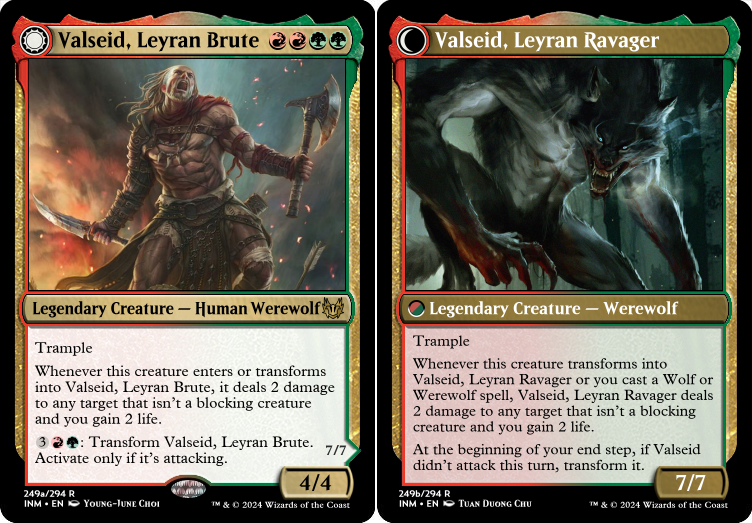 Valseid, Leyran Brute
Legendary Creature — Human Werewolf
Trample
Whenever this creature enters or transforms
into Valseid, Leyran Brute, it deals 2 damage
to any target that isn't a blocking creature
and you gain 2 life.
3 : Transform Valseid, Leyran Brute.
Activate only if it's attacking.
7/7
4/4
249a/294 R
INM • EN Young-June Choi
™ & © 2024 Wizards of the Coast
Valseid, Leyran Ravager
Legendary Creature — Werewolf
Trample
Whenever this creature transforms into
Valseid, Leyran Ravager or you cast a Wolf or
Werewolf spell, Valseid, Leyran Ravager deals
2 damage to any target that isn't a blocking
creature and you gain 2 life.
At the beginning of your end step, if Valseid
didn't attack this turn, transform it.
7/7
249b/294 R
INM • EN Tuan Duong Chu
™ & © 2024 Wizards of the Coast